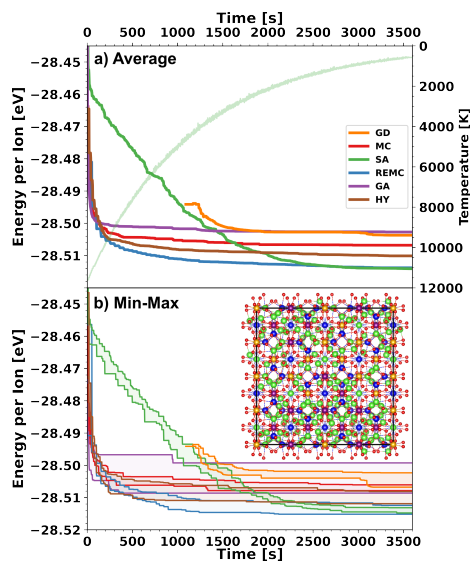 Time [s]
0 500 1000 1500 2000 2500 3000 3500
a) Average
Energy per Ion [eV]
−28.45
−28.46
−28.47
−28.48
−28.49
−28.50
−28.51
GD
MC
SA
REMC
GA
HY
Temperature [K]
0
2000
4000
6000
8000
10000
12000
b) Min-Max
Energy per Ion [eV]
−28.45
−28.46
−28.47
−28.48
−28.49
−28.50
−28.51
−28.52
0 500 1000 1500 2000 2500 3000 3500
Time [s]